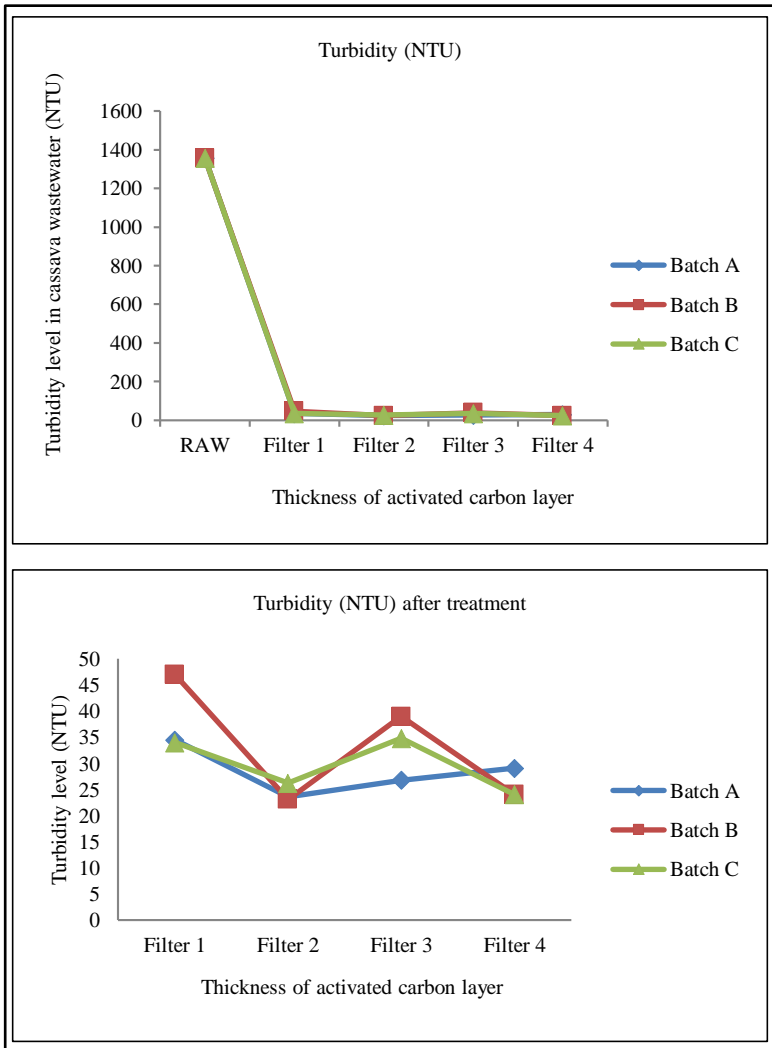 Turbidity (NTU)
Turbidity level in cassava wastewater (NTU)
1600
1400
1200
1000
800
600
400
200
0
RAW Filter 1 Filter 2 Filter 3 Filter 4
Thickness of activated carbon layer
Batch A
Batch B
Batch C
Turbidity (NTU) after treatment
Turbidity level (NTU)
50
45
40
35
30
25
20
15
10
5
0
Filter 1 Filter 2 Filter 3 Filter 4
Thickness of activated carbon layer
Batch A
Batch B
Batch C